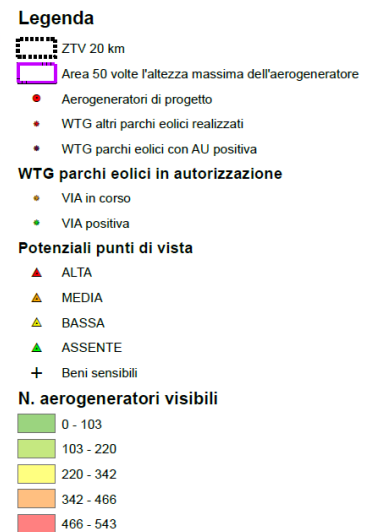 Legenda
ZTV 20 km
Area 50 volte l'altezza massima dell'aerogeneratore
Aerogeneratori di progetto
WTG altri parchi eolici realizzati
WTG parchi eolici con AU positiva
WTG parchi eolici in autorizzazione
VIA in corso
VIA positiva
Potenziali punti di vista
ALTA
MEDIA
BASSA
ASSENTE
Beni sensibili
N. aerogeneratori visibili
0 - 103
103 - 220
220 - 342
342 - 466
466 - 543